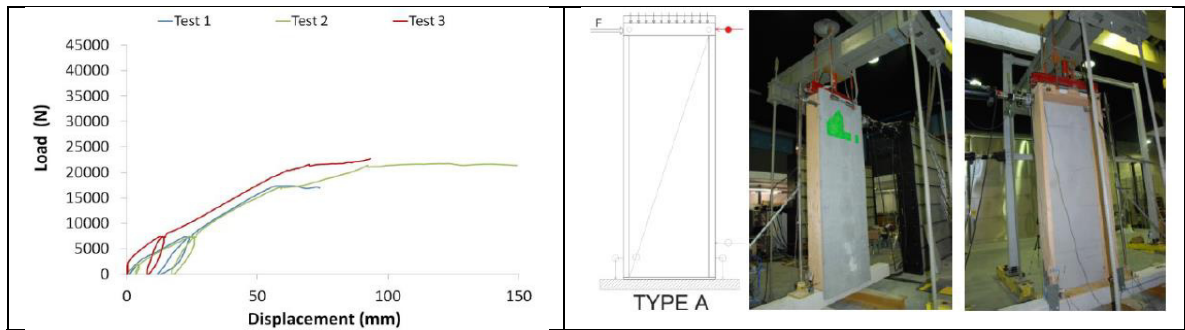 Test 1 Test 2 Test 3
45000
40000
35000
30000
25000
20000
15000
10000
5000
0
Load (N)
0 50 100 150
Displacement (mm)
F
TYPE A